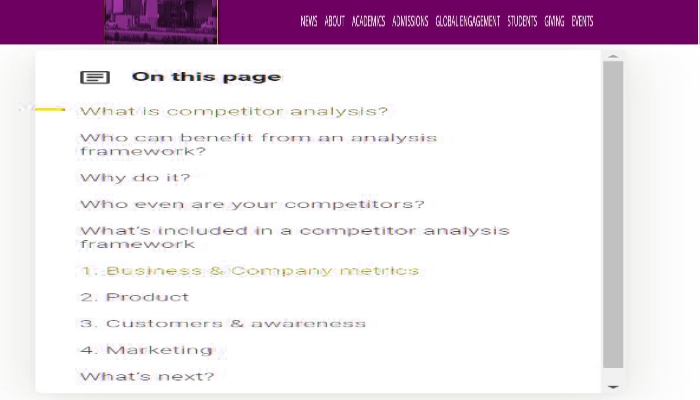 NEWS ABOUT ACADEMICS ADMISSIONS GLOBAL ENGAGEMENT STUDENTS GIVING EVENTS
On this page
What is competitor analysis?
Who can benefit from an analysis
framework?
Why do it?
Who even are your competitors?
What's included in a competitor analysis
framework
1. Business & Company metrics
2. Product
3. Customers & awareness
4. Marketing
What's next?